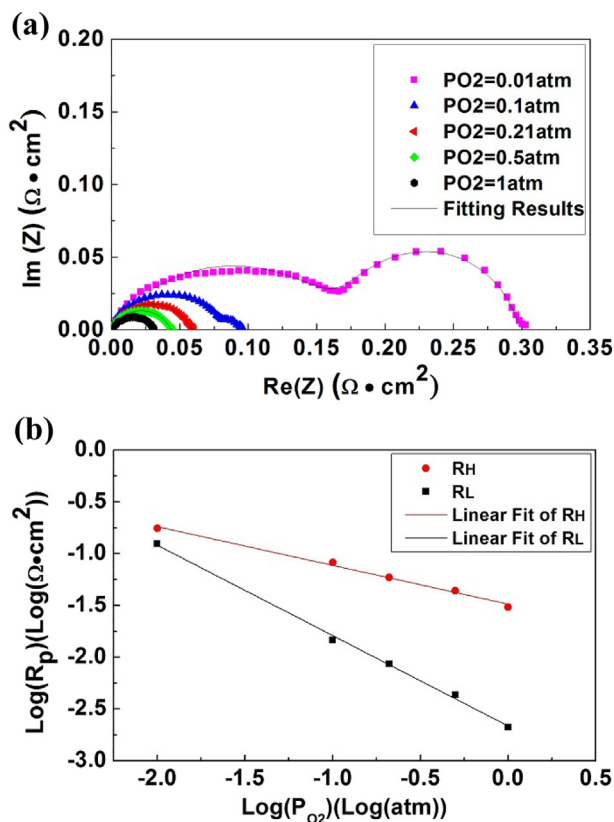 (a)
0.20
0.15
0.10
0.05
0.00
Im (Z) (Ω•cm²)
PO2=0.01atm
PO2=0.1atm
PO2=0.21atm
PO2=0.5atm
PO2=1atm
Fitting Results
0.00 0.05 0.10 0.15 0.20 0.25 0.30 0.35
Re(Z) (Ω•cm²)
(b)
0.0
-0.5
-1.0
-1.5
-2.0
-2.5
-3.0
Log(Rp)(Log(Ω•cm²))
RH
RL
Linear Fit of RH
Linear Fit of RL
-2.0 -1.5 -1.0 -0.5 0.0 0.5
Log(PO2)(Log(atm))